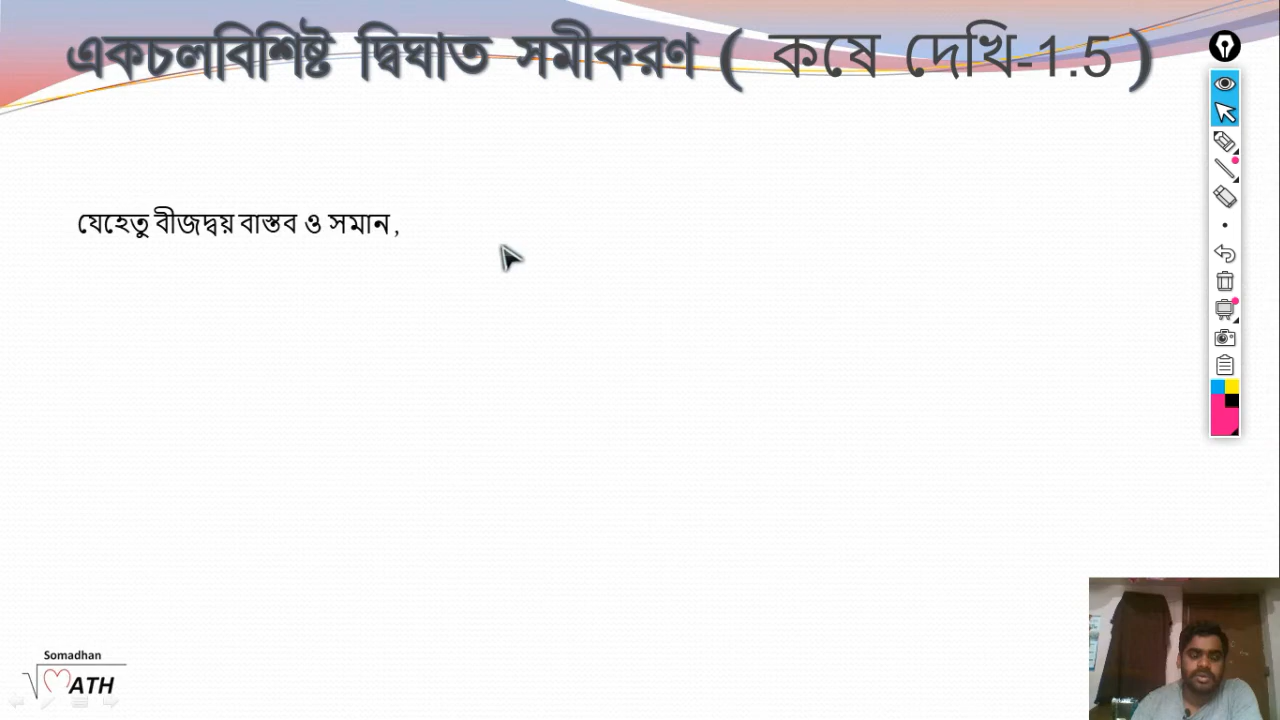 একচলবিশিষ্ট দ্বিঘাত সমীকরণ ( কষে দেখি-1.5 )
যেহেতু বীজদ্বয় বাস্তব ও সমান ,
Somadhan
ATH